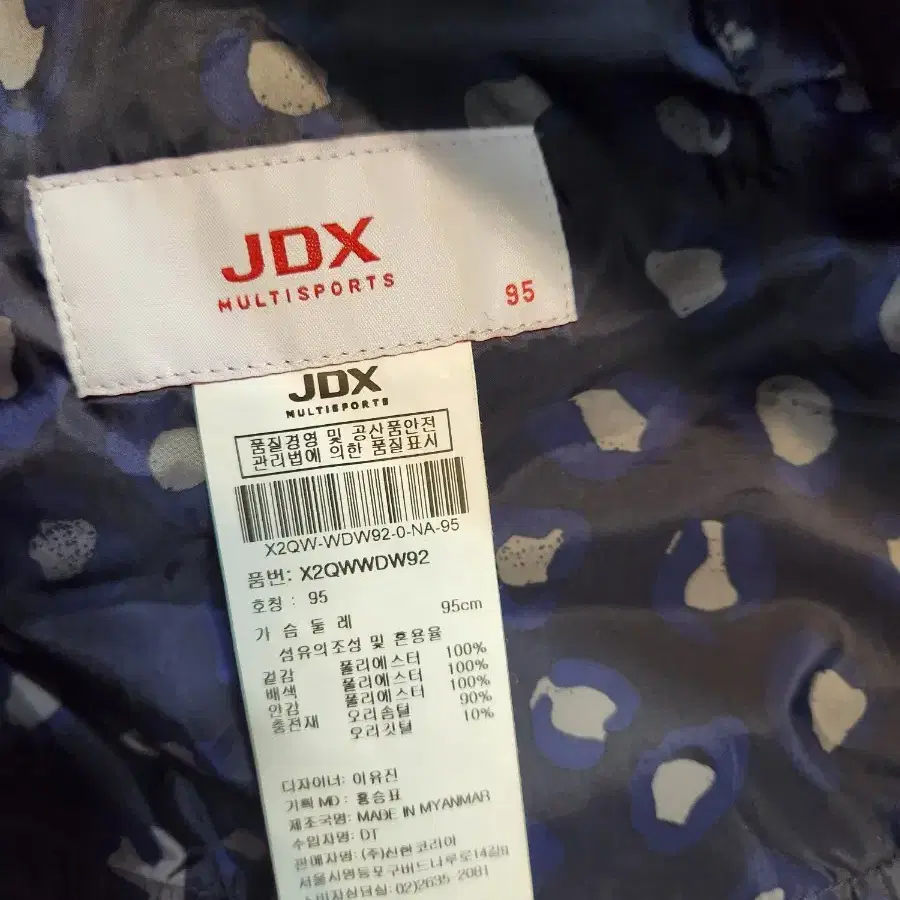 JDX
MULTISPORTS
95
JDX
MULTISPORTS
품질경영 및 공산품안전
관리법에 의한 품질표시
X2QW-WDW92-0-NA-95
품번: X2QWWDW92
호칭 : 95
가 슴 둘 레 95cm
섬유의조성 및 혼용율
겉감 폴리에스터 100%
배색 폴리에스터 100%
안감 폴리에스터 100%
충전재 오리솜털 90%
오리깃털 10%
디자이너: 이유진
기획 MD : 홍승표
제조국명: MADE IN MYANMAR
수입자명: DT
판매자명: (주)신한코리아
서울시영등포구버드나루로14길8
소비자상담실: 02)2635-2081